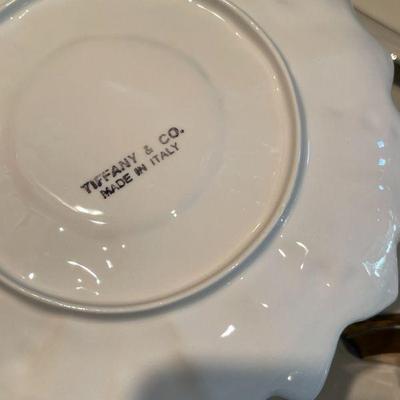 TIFFANY & CO.
MADE IN ITALY